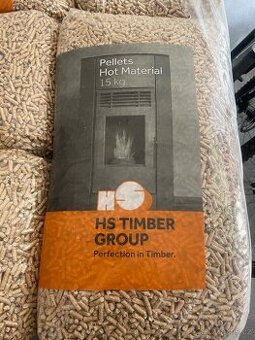 Pellets
Hot Material
15 kg
HS
HS TIMBER
GROUP
Perfection in Timber.